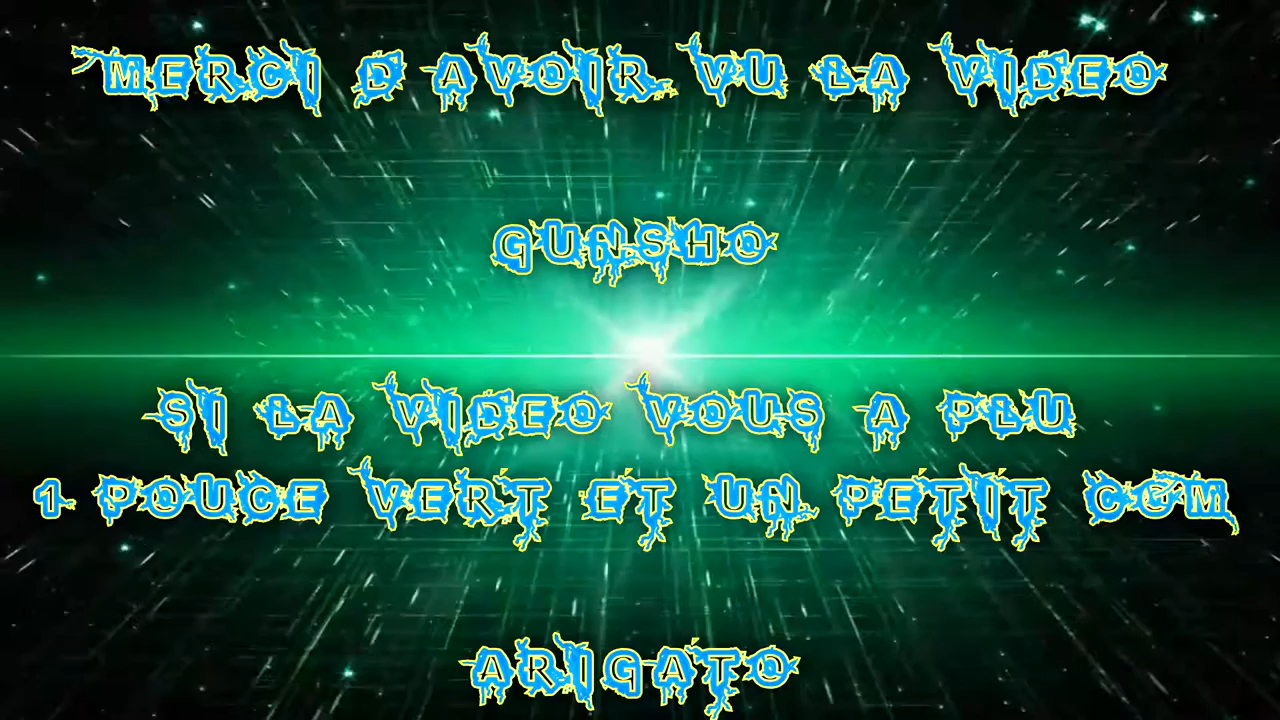 MERCI D AVOIR VU LA VIDEO
GUNSHO
SI LA VIDEO VOUS A PLU
1 POUCE VERT ET UN PETIT COM
ARIGATO